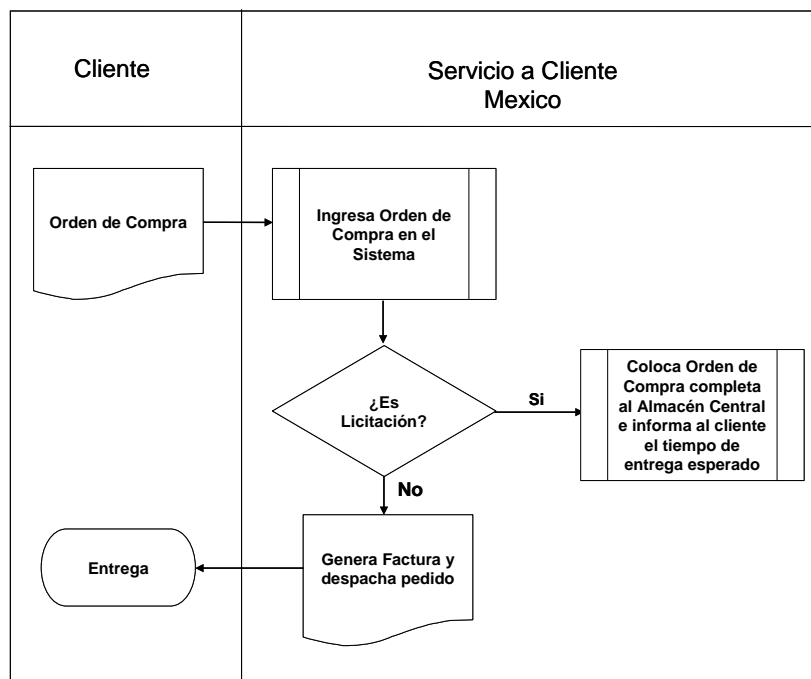 Cliente
Servicio a Cliente
Mexico
Orden de Compra
Ingresa Orden de
Compra en el
Sistema
¿Es
Licitación?
Si
Coloca Orden de
Compra completa
al Almacén Central
e informa al cliente
el tiempo de
entrega esperado
No
Entrega
Genera Factura y
despacha pedido